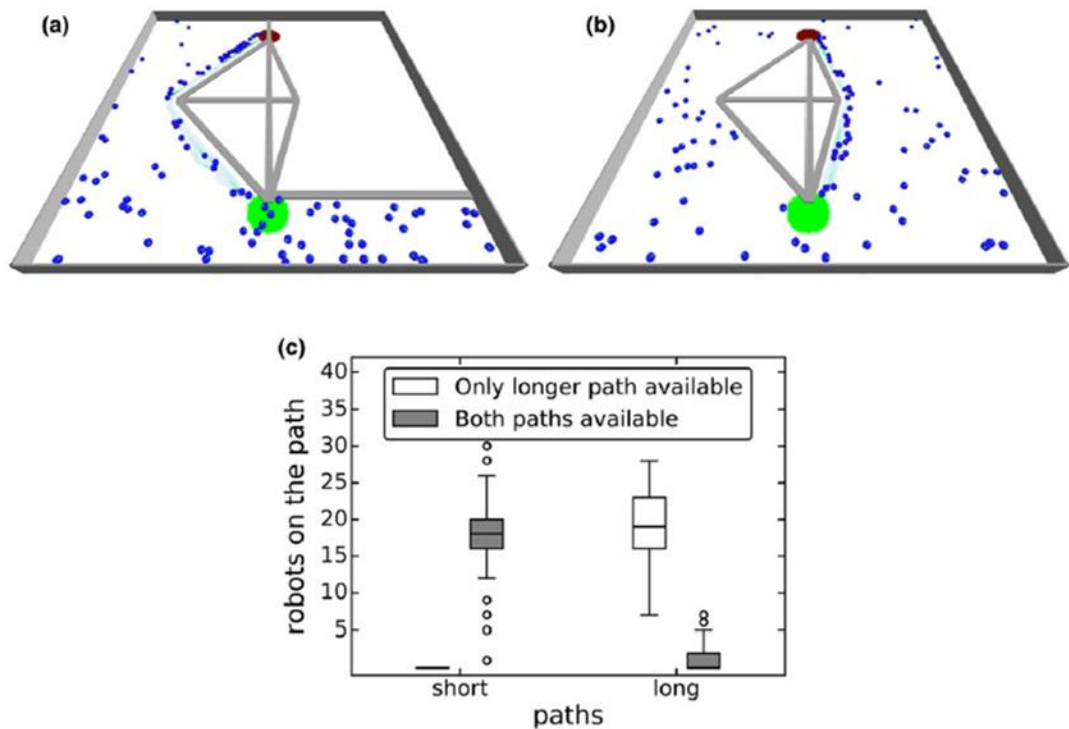 (a)
(b)
(c)
40
35
30
25
20
15
10
5
robots on the path
Only longer path available
Both paths available
short
long
paths